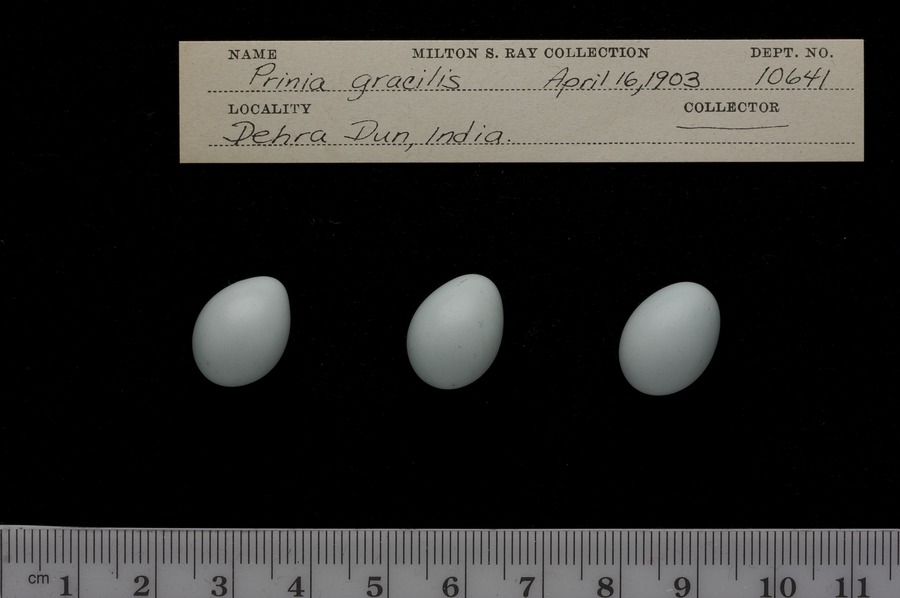 NAME MILTON S. RAY COLLECTION DEPT. NO.
Prinia gracilis April 16, 1903 10641
LOCALITY COLLECTOR
Dehra Dun, India.
cm 1 2 3 4 5 6 7 8 9 10 11